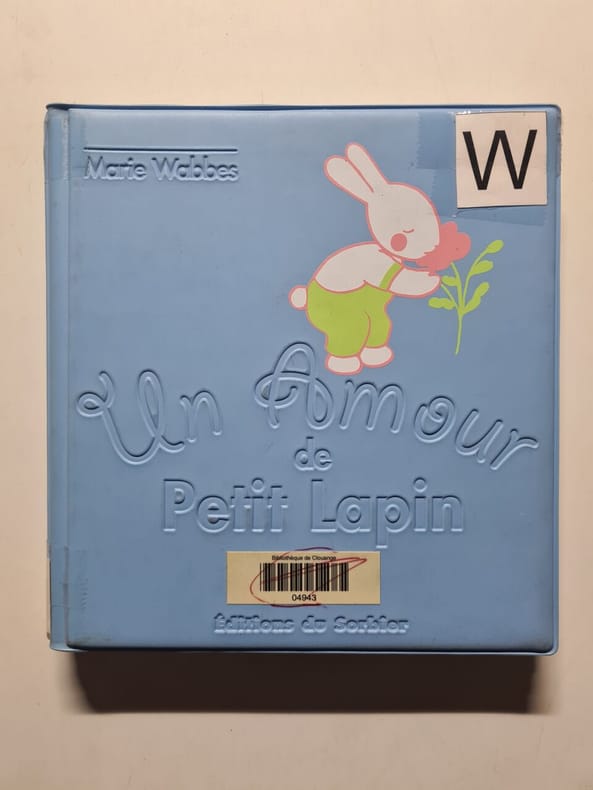 Marie Wabbes
W
Un Amour
de
Petit Lapin
Bibliothèque de Clouange
04943
Éditions du Sorbier